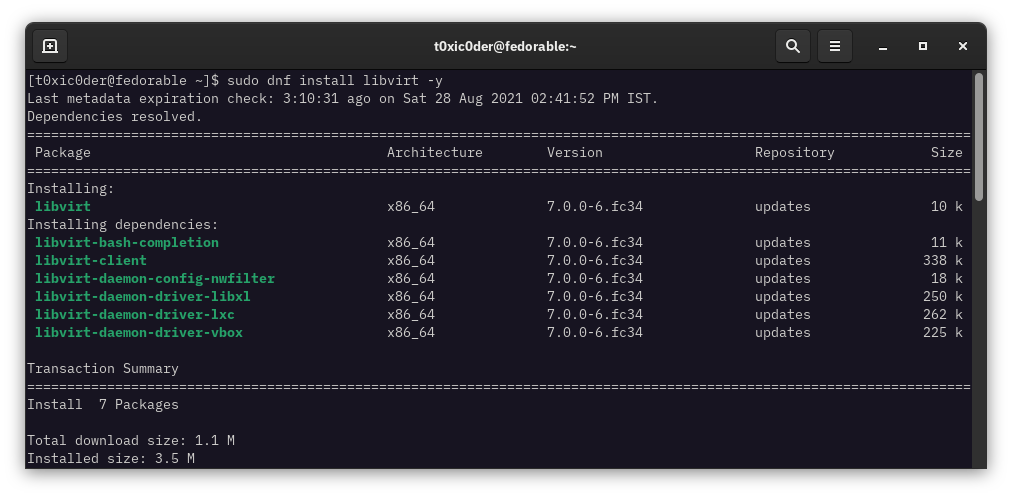 t0xic0der@fedorable:~
[t0xic0der@fedorable ~]$ sudo dnf install libvirt -y
Last metadata expiration check: 3:10:31 ago on Sat 28 Aug 2021 02:41:52 PM IST.
Dependencies resolved.
======================================================================================================================
Package Architecture Version Repository Size
======================================================================================================================
Installing:
libvirt x86_64 7.0.0-6.fc34 updates 10 k
Installing dependencies:
libvirt-bash-completion x86_64 7.0.0-6.fc34 updates 11 k
libvirt-client x86_64 7.0.0-6.fc34 updates 338 k
libvirt-daemon-config-nwfilter x86_64 7.0.0-6.fc34 updates 18 k
libvirt-daemon-driver-libxl x86_64 7.0.0-6.fc34 updates 250 k
libvirt-daemon-driver-lxc x86_64 7.0.0-6.fc34 updates 262 k
libvirt-daemon-driver-vbox x86_64 7.0.0-6.fc34 updates 225 k
Transaction Summary
======================================================================================================================
Install 7 Packages
Total download size: 1.1 M
Installed size: 3.5 M